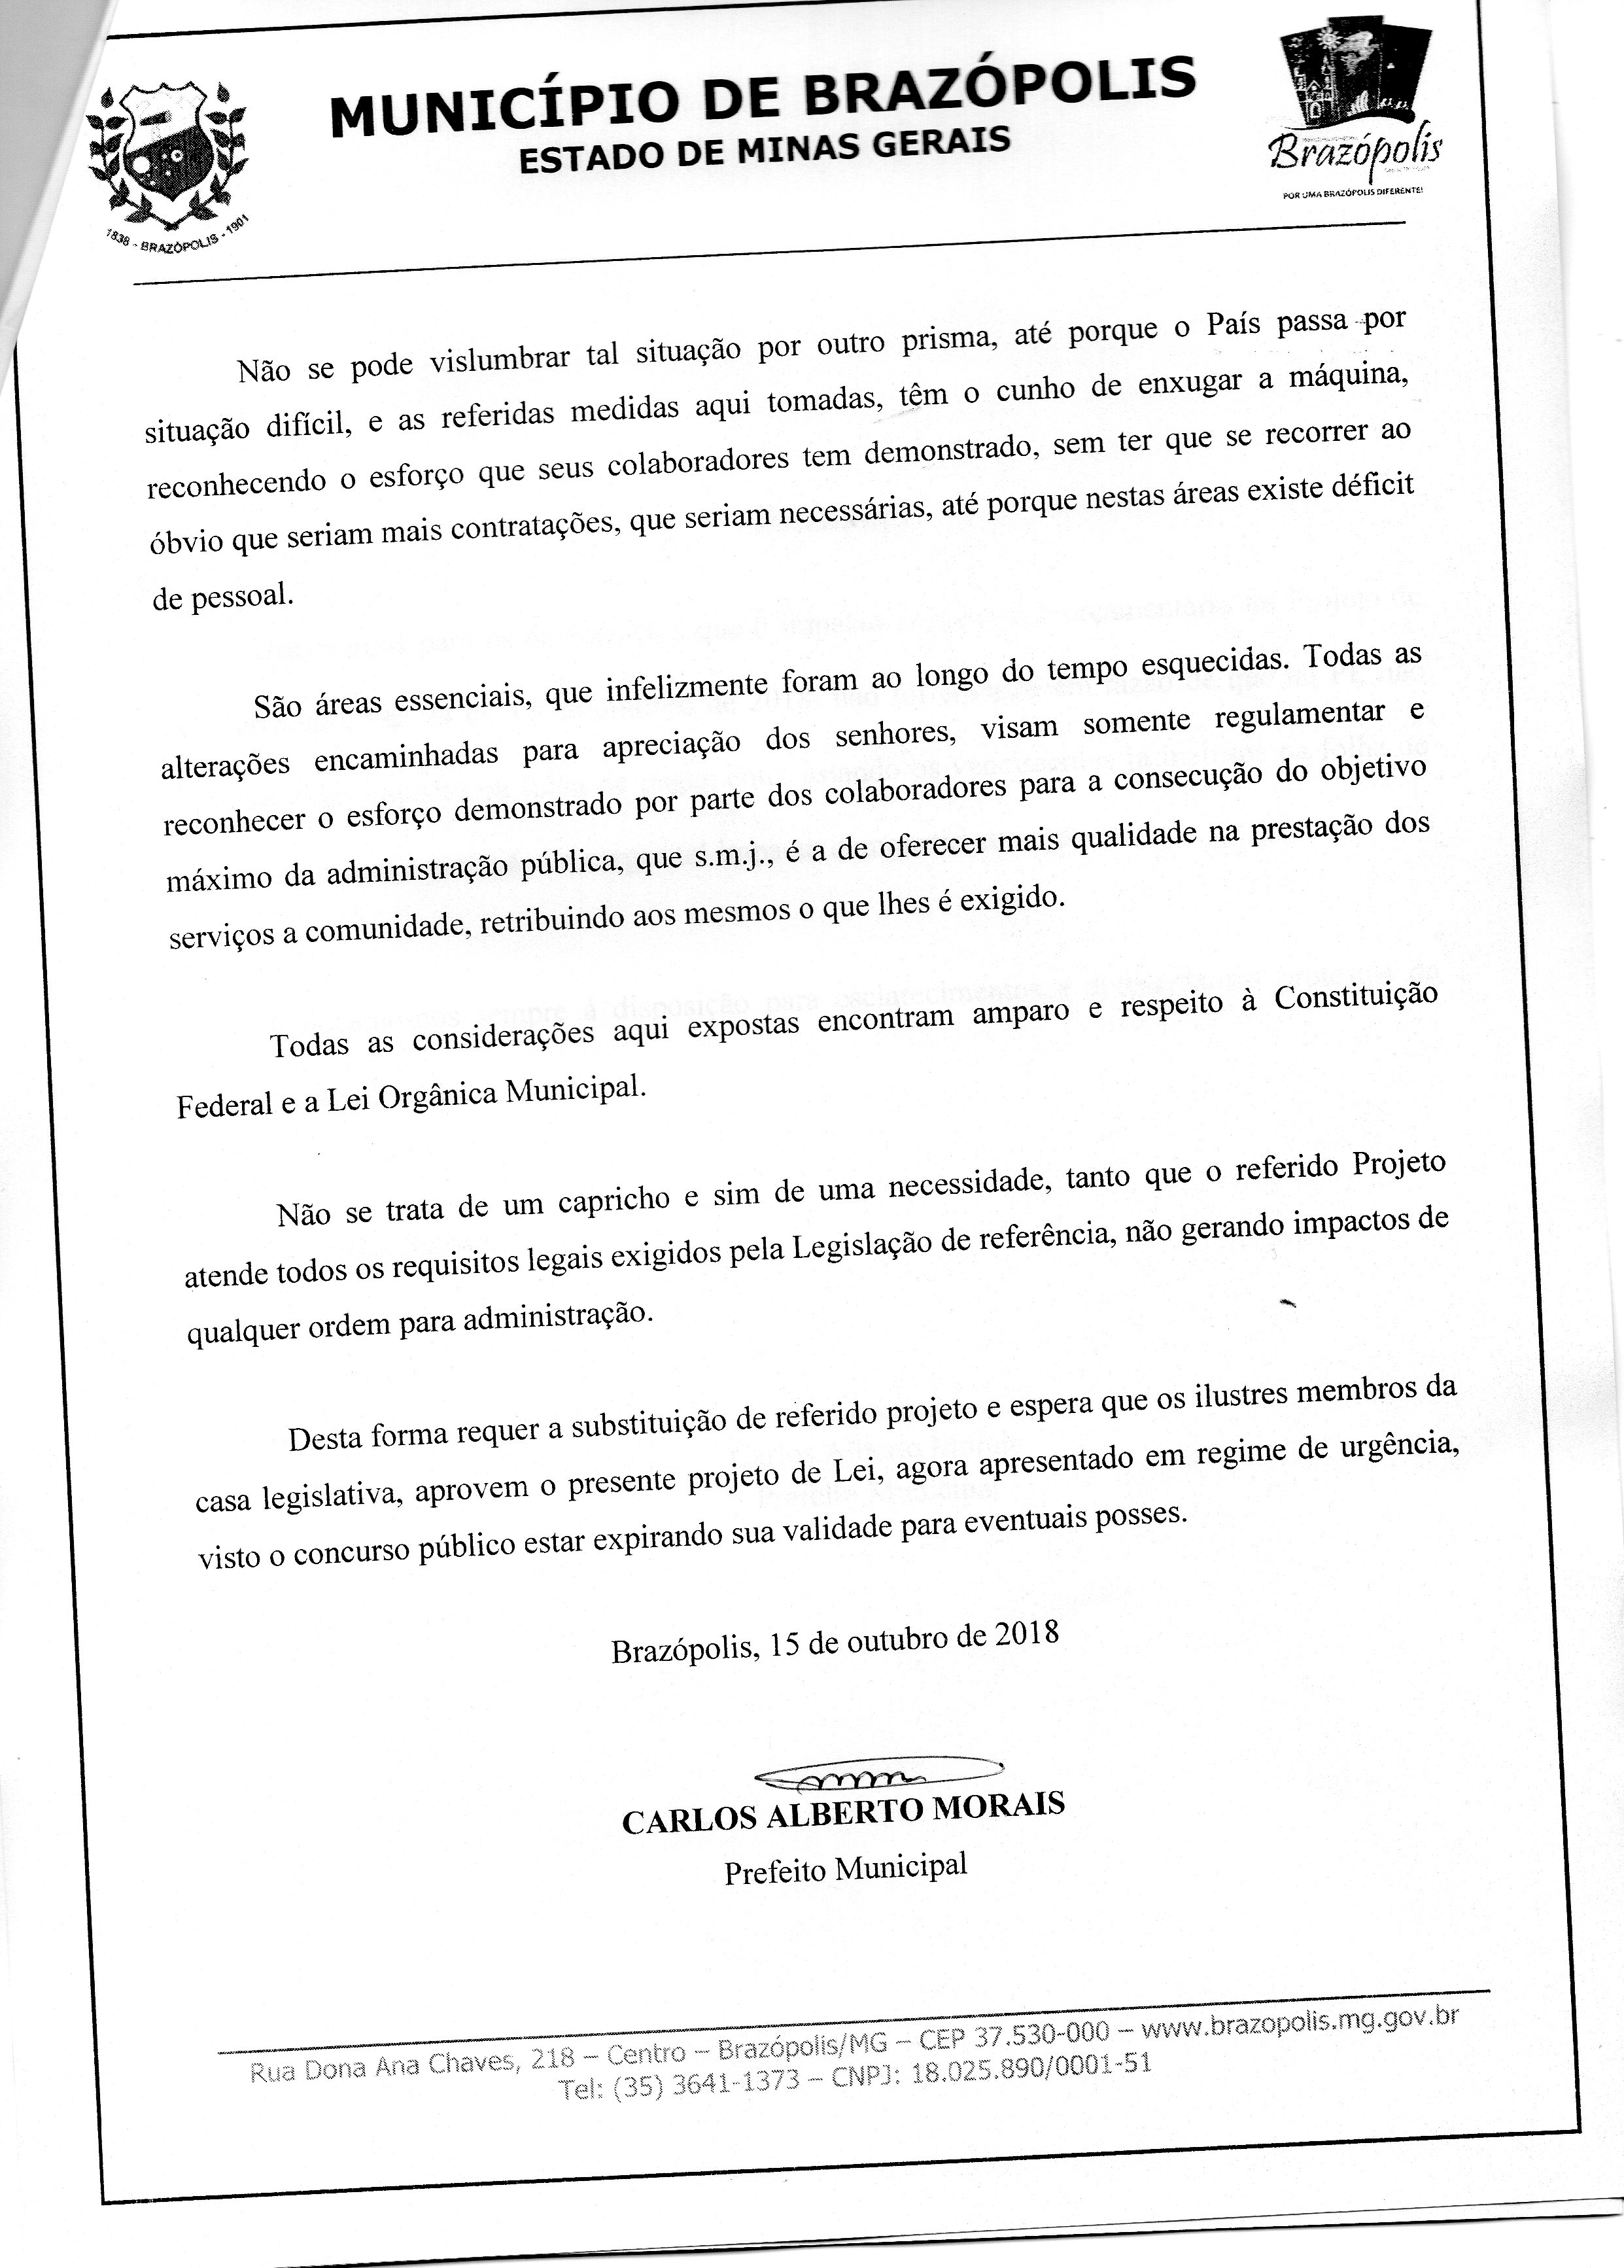 MUNICÍPIO DE BRAZÓPOLIS
ESTADO DE MINAS GERAIS
1838 - BRAZÓPOLIS - 1901
Brazópolis
POR UMA BRAZÓPOLIS DIFERENTE!
Não se pode vislumbrar tal situação por outro prisma, até porque o País passa por
situação difícil, e as referidas medidas aqui tomadas, têm o cunho de enxugar a máquina,
reconhecendo o esforço que seus colaboradores tem demonstrado, sem ter que se recorrer ao
óbvio que seriam mais contratações, que seriam necessárias, até porque nestas áreas existe déficit
de pessoal.
São áreas essenciais, que infelizmente foram ao longo do tempo esquecidas. Todas as
alterações encaminhadas para apreciação dos senhores, visam somente regulamentar e
reconhecer o esforço demonstrado por parte dos colaboradores para a consecução do objetivo
máximo da administração pública, que s.m.j., é a de oferecer mais qualidade na prestação dos
serviços a comunidade, retribuindo aos mesmos o que lhes é exigido.
Todas as considerações aqui expostas encontram amparo e respeito à Constituição
Federal e a Lei Orgânica Municipal.
Não se trata de um capricho e sim de uma necessidade, tanto que o referido Projeto
atende todos os requisitos legais exigidos pela Legislação de referência, não gerando impactos de
qualquer ordem para administração.
Desta forma requer a substituição de referido projeto e espera que os ilustres membros da
casa legislativa, aprovem o presente projeto de Lei, agora apresentado em regime de urgência,
visto o concurso público estar expirando sua validade para eventuais posses.
Brazópolis, 15 de outubro de 2018
CARLOS ALBERTO MORAIS
Prefeito Municipal
Rua Dona Ana Chaves, 218 – Centro – Brazópolis/MG – CEP 37.530-000 – www.brazopolis.mg.gov.br
Tel: (35) 3641-1373 – CNPJ: 18.025.890/0001-51